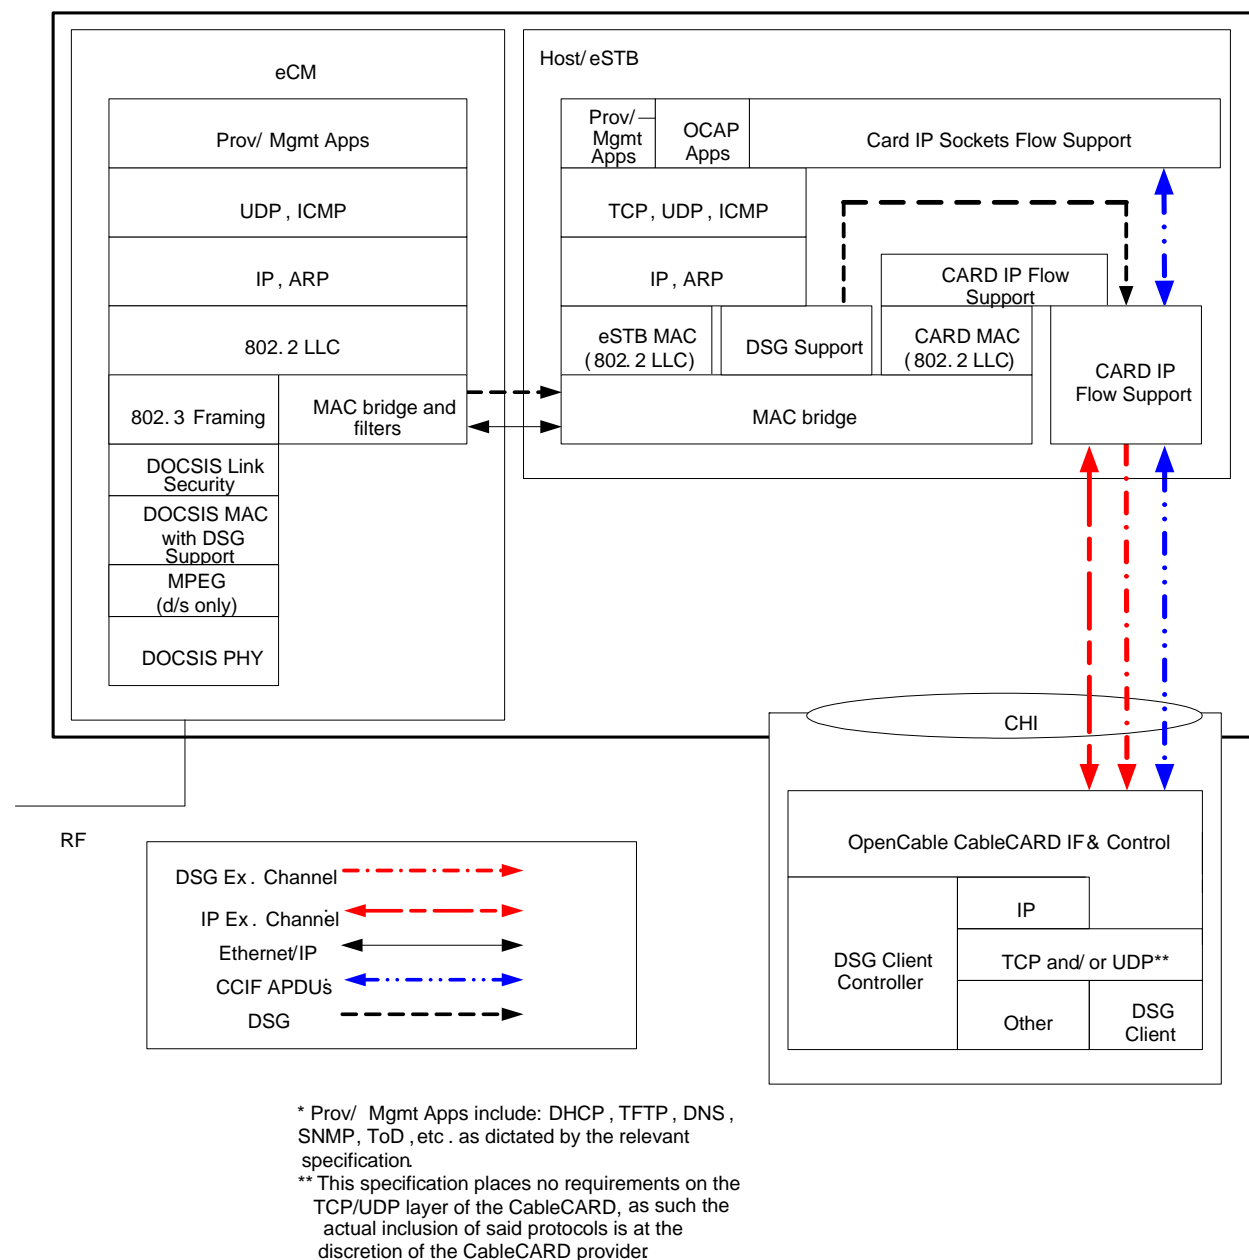 eCM
Prov/ Mgmt Apps
UDP, ICMP
IP, ARP
802.2 LLC
802.3 Framing
MAC bridge and
filters
DOCSIS Link
Security
DOCSIS MAC
with DSG
Support
MPEG
(d/s only)
DOCSIS PHY
Host/eSTB
Prov/
Mgmt
Apps
OCAP
Apps
Card IP Sockets Flow Support
TCP, UDP, ICMP
IP, ARP
eSTB MAC
(802.2 LLC)
DSG Support
CARD IP Flow
Support
CARD MAC
(802.2 LLC)
CARD IP
Flow Support
MAC bridge
CHI
OpenCable CableCARD IF & Control
DSG Client
Controller
IP
TCP and/ or UDP**
Other
DSG
Client
RF
DSG Ex. Channel
IP Ex. Channel
Ethernet/IP
CCIF APDUs
DSG
* Prov/ Mgmt Apps include: DHCP, TFTP, DNS,
SNMP, ToD, etc. as dictated by the relevant
specification.
** This specification places no requirements on the
TCP/UDP layer of the CableCARD, as such the
actual inclusion of said protocols is at the
discretion of the CableCARD provider.